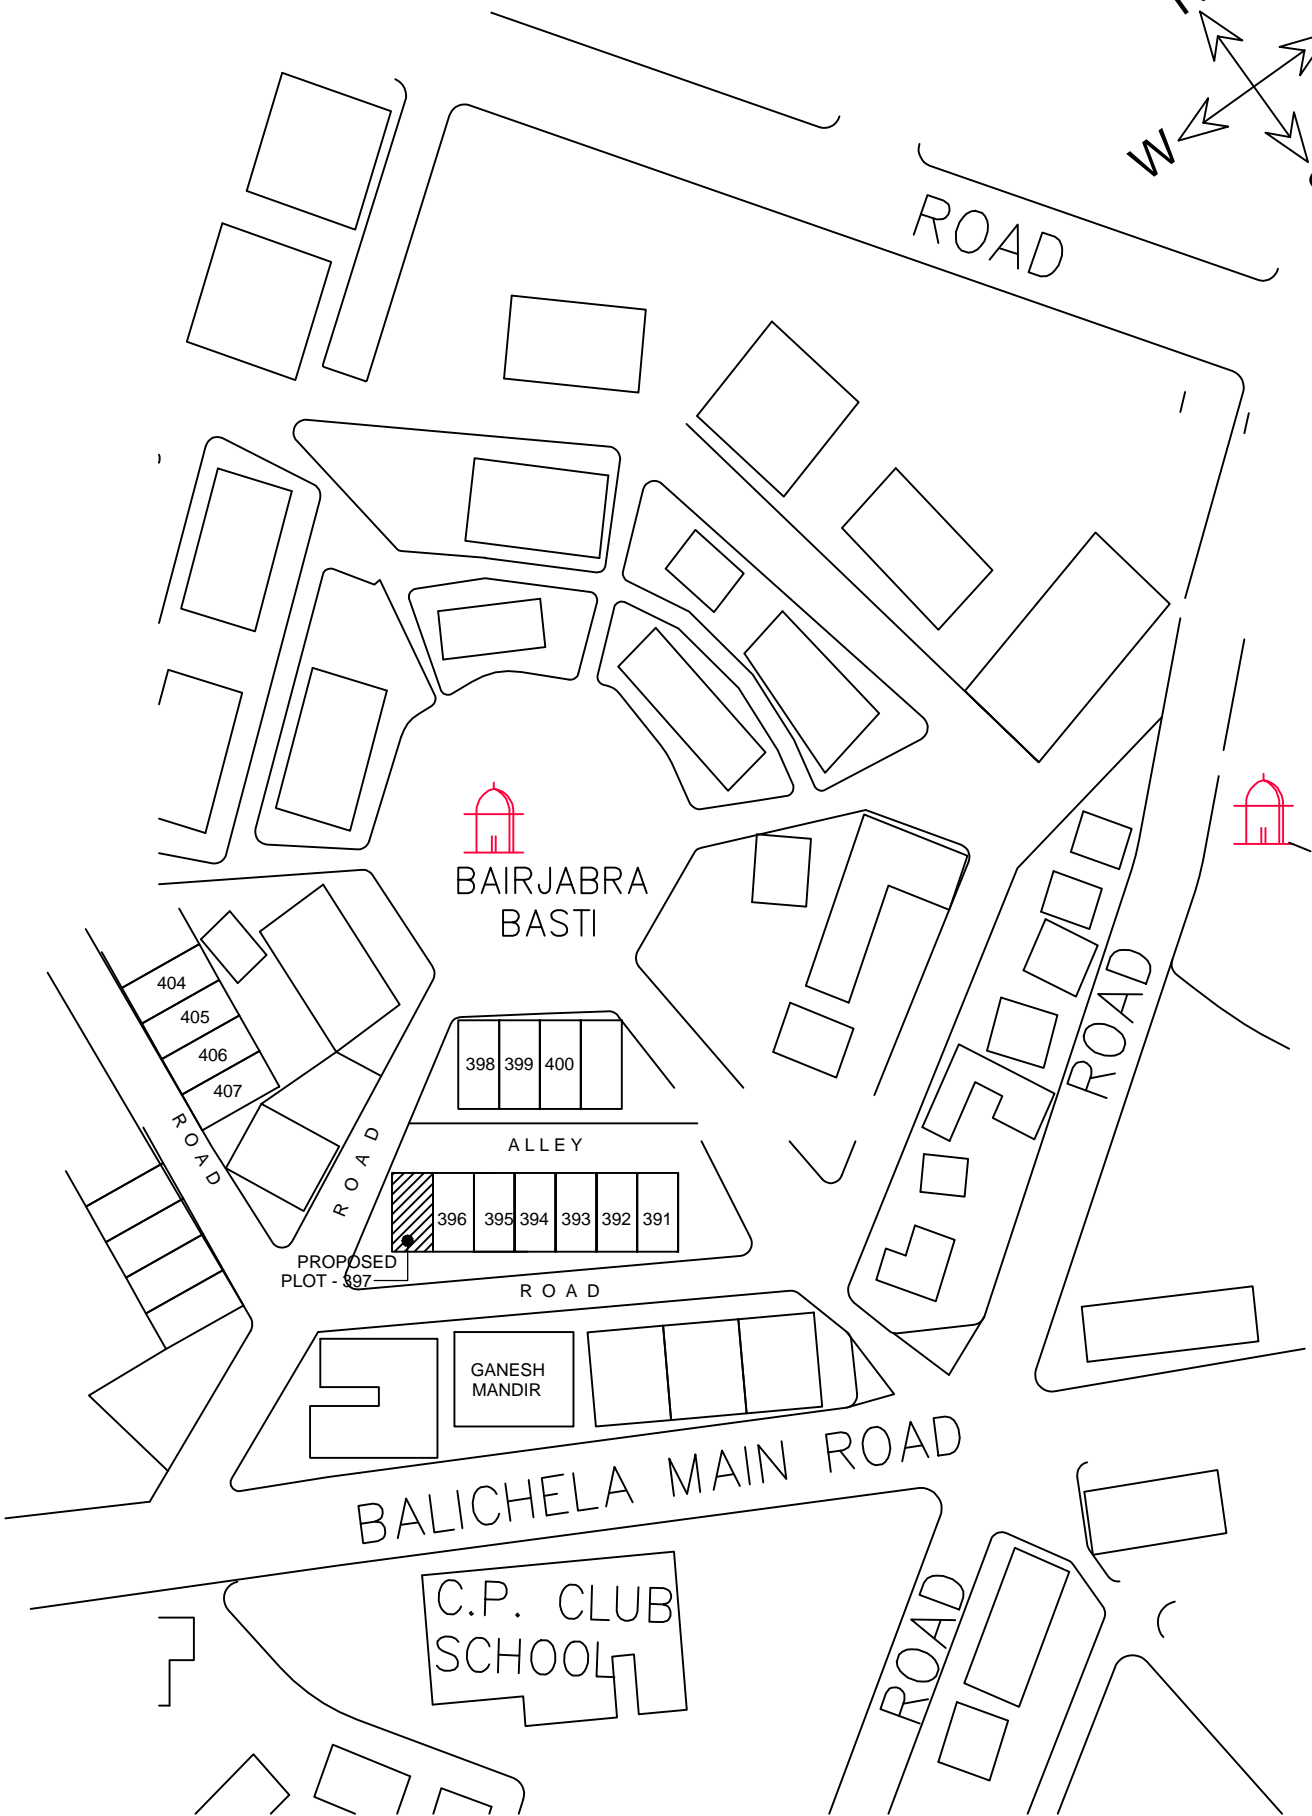 W
ROAD
BAIRJABRA
BASTI
404
405
406
407
ROAD
398
399
400
ROAD
ROAD
ALLEY
396
395
394
393
392
391
PROPOSED
PLOT - 397
ROAD
GANESH
MANDIR
BALICHELA MAIN ROAD
C.P. CLUB
SCHOOL
ROAD